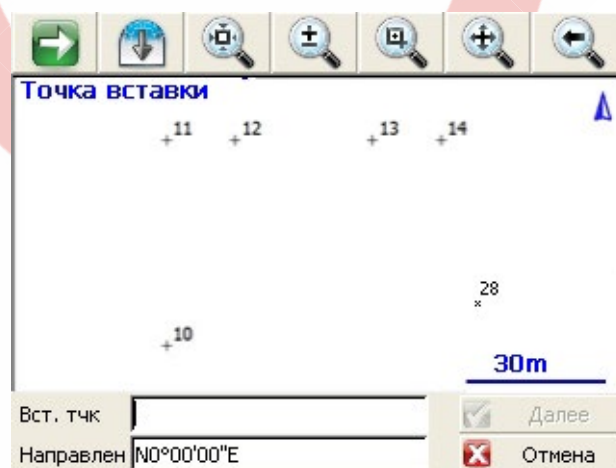 Точка вставки
11 12 13 14
28
10
30m
Вст. тчк Далее
Направлен N0°00'00"E Отмена